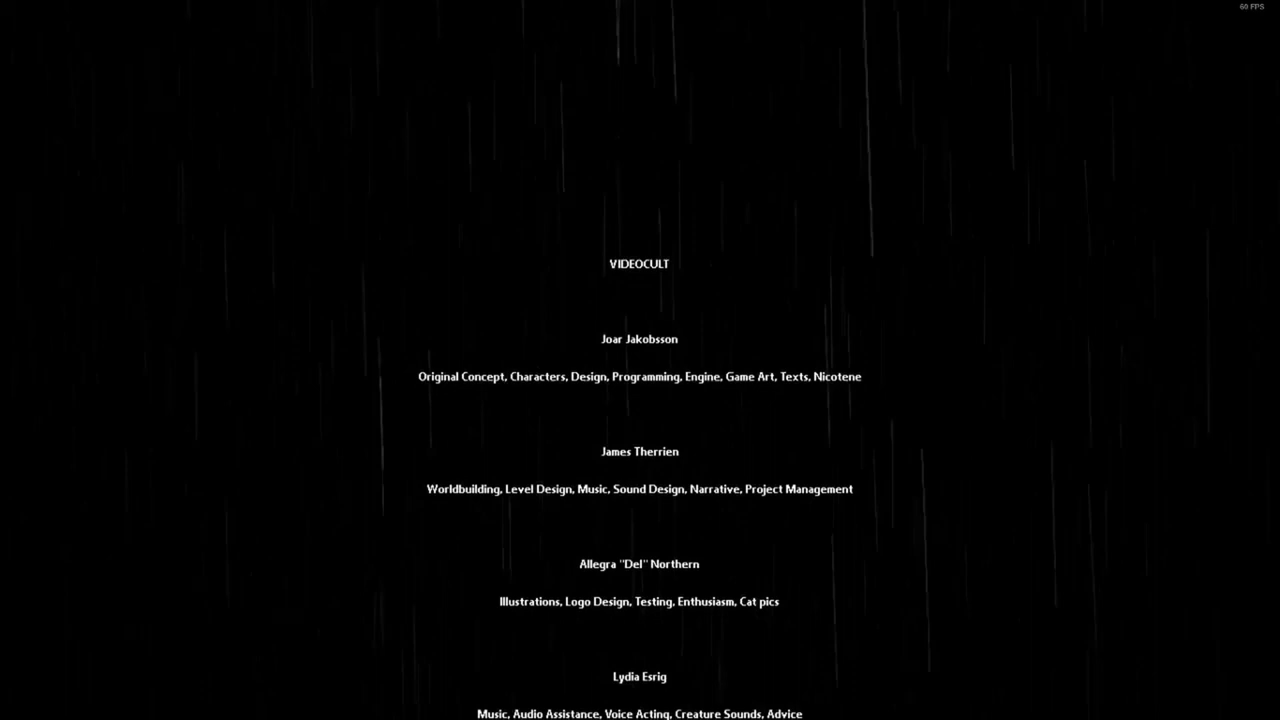 60 FPS
VIDEOCULT
Joar Jakobsson
Original Concept, Characters, Design, Programming, Engine, Game Art, Texts, Nicotene
James Therrien
Worldbuilding, Level Design, Music, Sound Design, Narrative, Project Management
Allegra "Del" Northern
Illustrations, Logo Design, Testing, Enthusiasm, Cat pics
Lydia Esrig
Music, Audio Assistance, Voice Acting, Creature Sounds, Advice